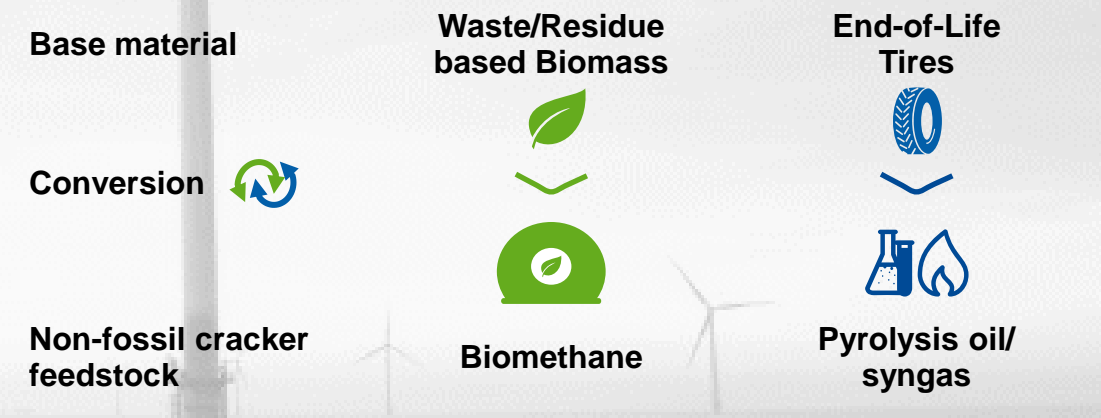 Base material
Waste/Residue
based Biomass
End-of-Life
Tires
Conversion
Non-fossil cracker
feedstock
Biomethane
Pyrolysis oil/
syngas